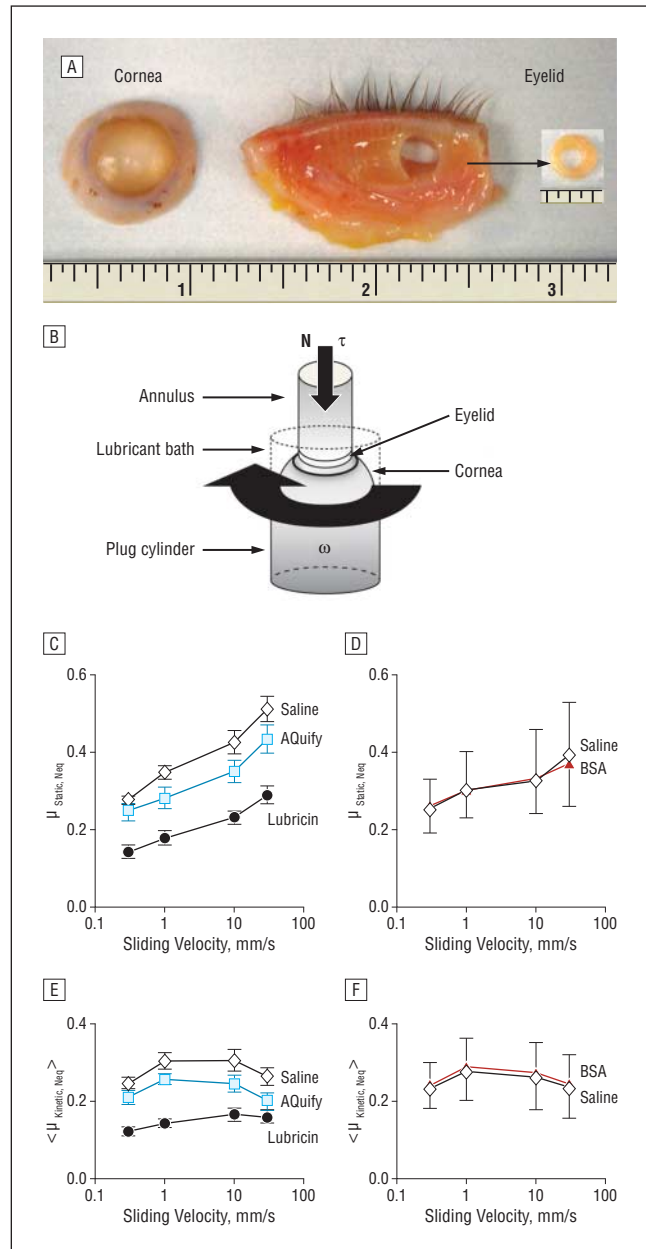 A
Cornea
Eyelid
1
2
3
B
N τ
Annulus
Eyelid
Lubricant bath
Cornea
Plug cylinder
ω
C
0.6
0.4
0.2
0.0
μ Static, Neq
Saline
AQuify
Lubricin
0.1 1 10 100
Sliding Velocity, mm/s
D
0.6
0.4
0.2
0.0
μ Static, Neq
Saline
BSA
0.1 1 10 100
Sliding Velocity, mm/s
E
0.4
0.2
0.0
< μ Kinetic, Neq >
Saline
AQuify
Lubricin
0.1 1 10 100
Sliding Velocity, mm/s
F
0.4
0.2
0.0
< μ Kinetic, Neq >
BSA
Saline
0.1 1 10 100
Sliding Velocity, mm/s